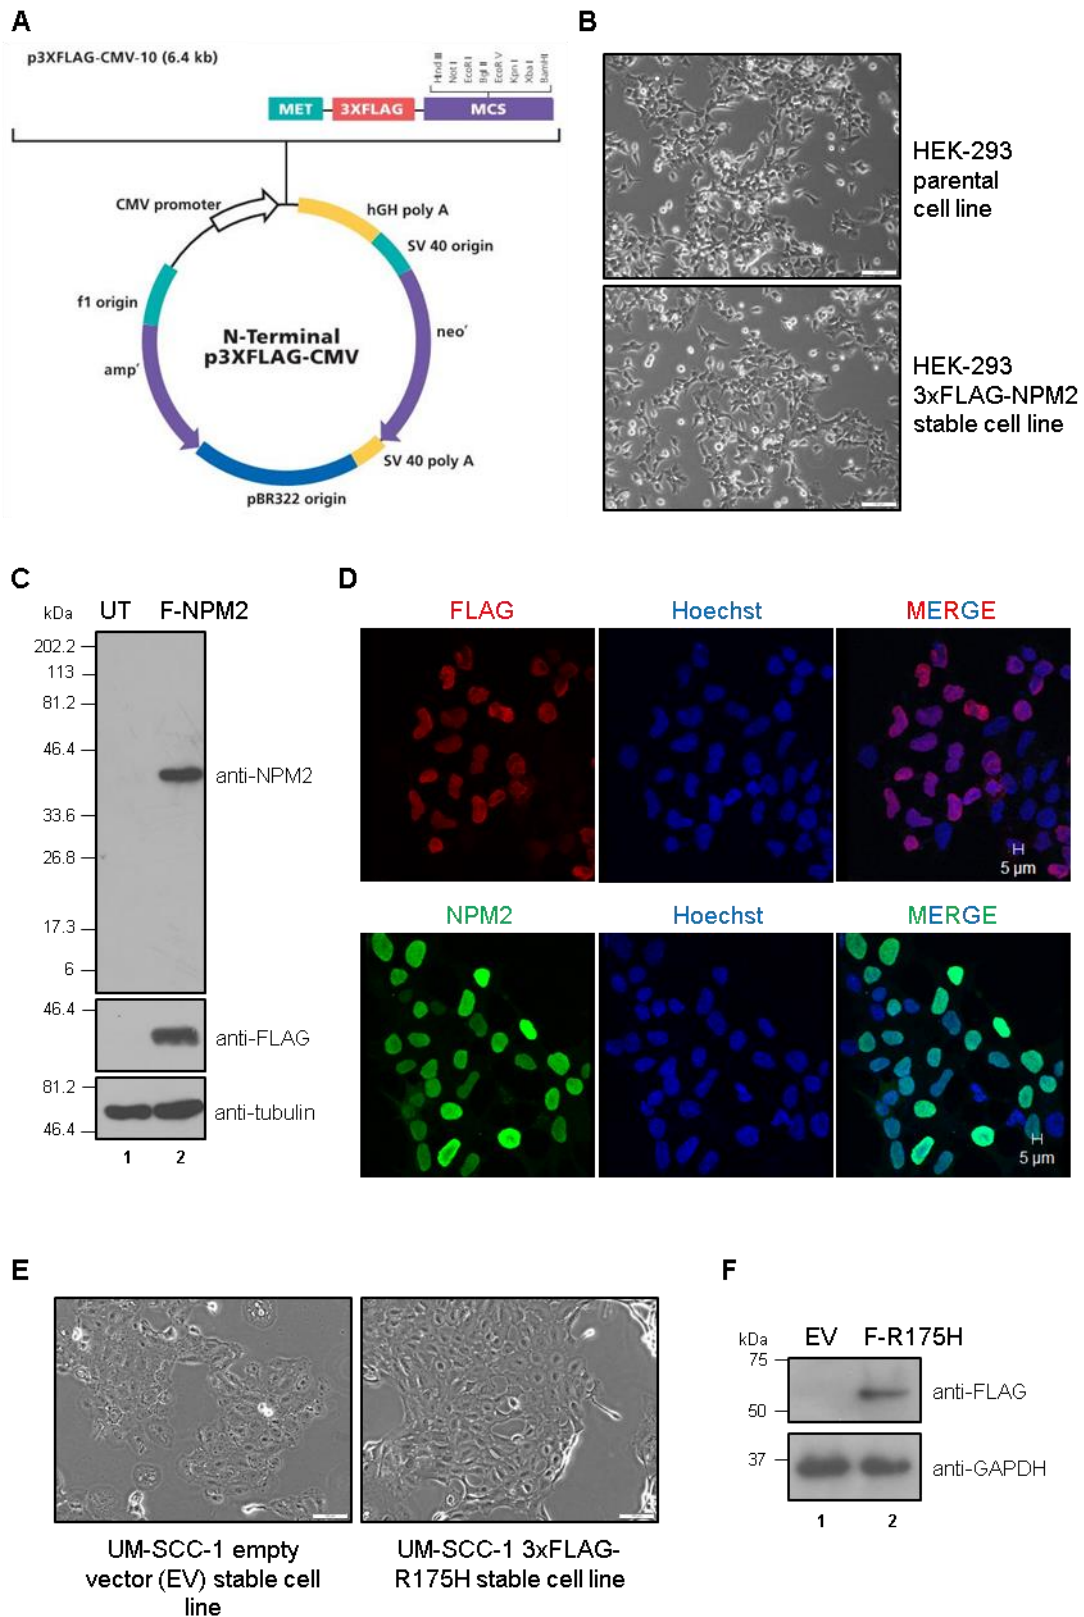 A
p3XFLAG-CMV-10 (6.4 kb)
Hind III
Not I
EcoR I
Bgl II
EcoR V
Kpn I
Xba I
BamHI
MET
3XFLAG
MCS
CMV promoter
hGH poly A
SV 40 origin
f1 origin
neoʳ
ampʳ
N-Terminal
p3XFLAG-CMV
SV 40 poly A
pBR322 origin
B
HEK-293
parental
cell line
HEK-293
3xFLAG-NPM2
stable cell line
C
kDa
UT
F-NPM2
202.2
113
81.2
46.4
33.6
26.8
17.3
6
anti-NPM2
46.4
anti-FLAG
81.2
46.4
anti-tubulin
1
2
D
FLAG
Hoechst
MERGE
5 µm
NPM2
Hoechst
MERGE
5 µm
E
UM-SCC-1 empty
vector (EV) stable cell
line
UM-SCC-1 3xFLAG-
R175H stable cell line
F
kDa
EV
F-R175H
75
50
anti-FLAG
37
anti-GAPDH
1
2